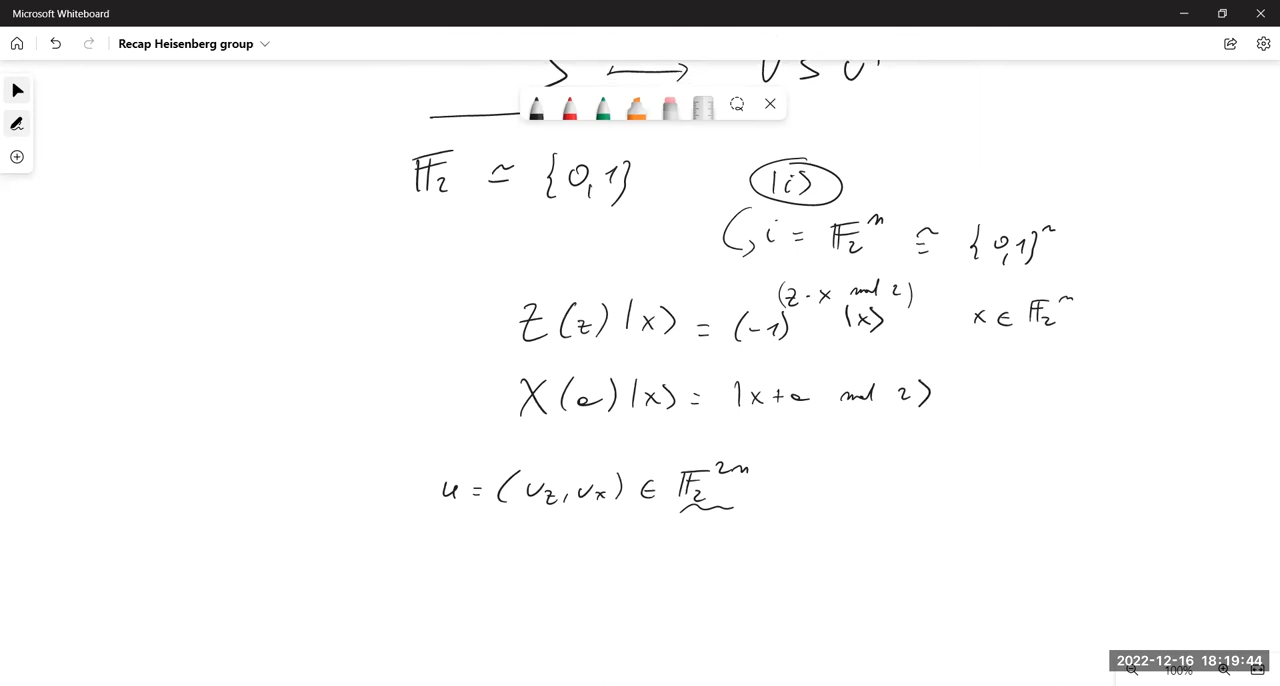 Microsoft Whiteboard
Recap Heisenberg group
S ⟼ U S U†
𝔽₂ ≃ {0,1} |i⟩
↪ i = 𝔽₂ⁿ ≅ {0,1}ⁿ
Z(z)|x⟩ = (-1)^(z·x mod 2) |x⟩ x ∈ 𝔽₂ⁿ
X(a)|x⟩ = |x+a mod 2⟩
u = (u_z, u_x) ∈ 𝔽₂²ⁿ
2022-12-16 18:19:44
100%